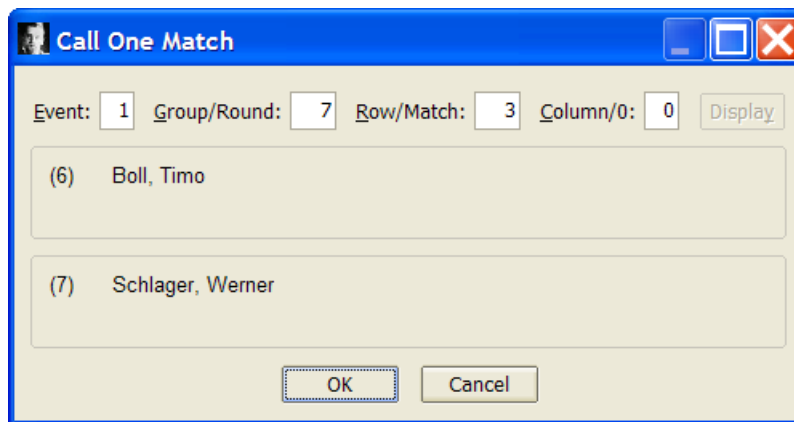 Call One Match
Event: 1 Group/Round: 7 Row/Match: 3 Column/0: 0 Display
(6) Boll, Timo
(7) Schlager, Werner
OK Cancel